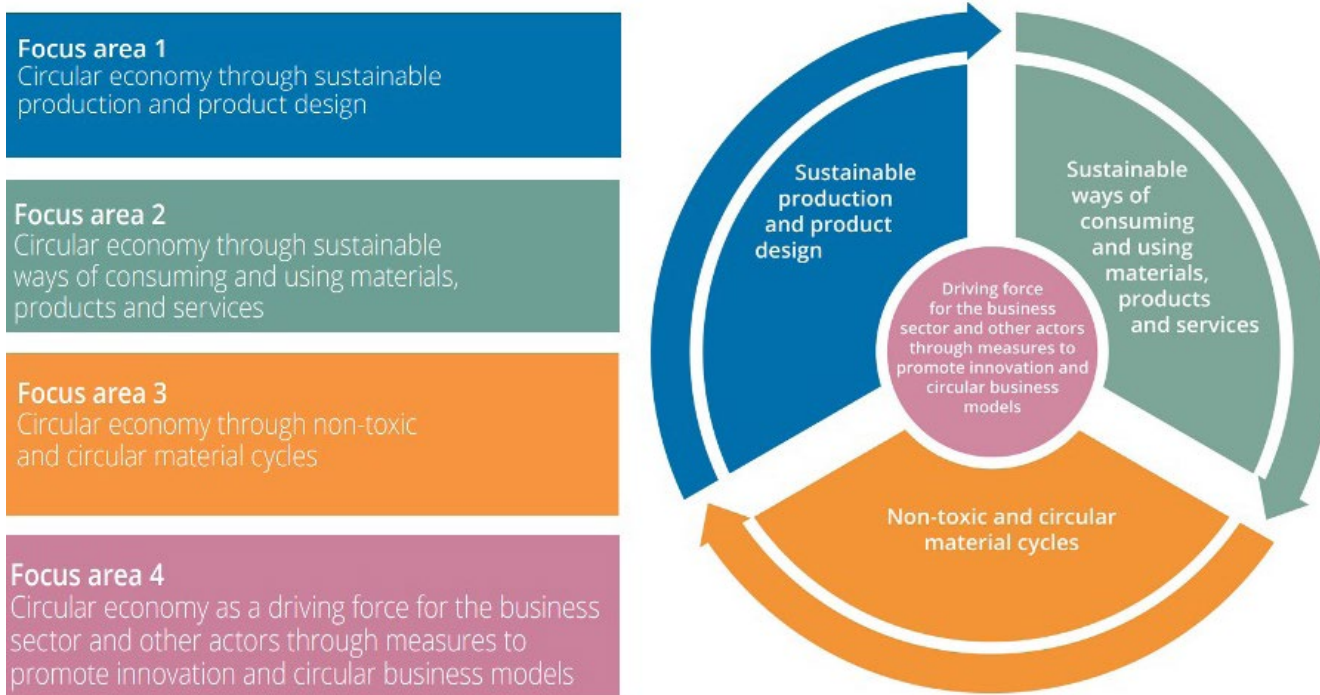 Focus area 1
Circular economy through sustainable
production and product design
Focus area 2
Circular economy through sustainable
ways of consuming and using materials,
products and services
Focus area 3
Circular economy through non-toxic
and circular material cycles
Focus area 4
Circular economy as a driving force for the business
sector and other actors through measures to
promote innovation and circular business models
Sustainable
production
and product
design
Sustainable
ways of
consuming
and using
materials,
products
and services
Driving force
for the business
sector and other actors
through measures to
promote innovation and
circular business
models
Non-toxic and circular
material cycles